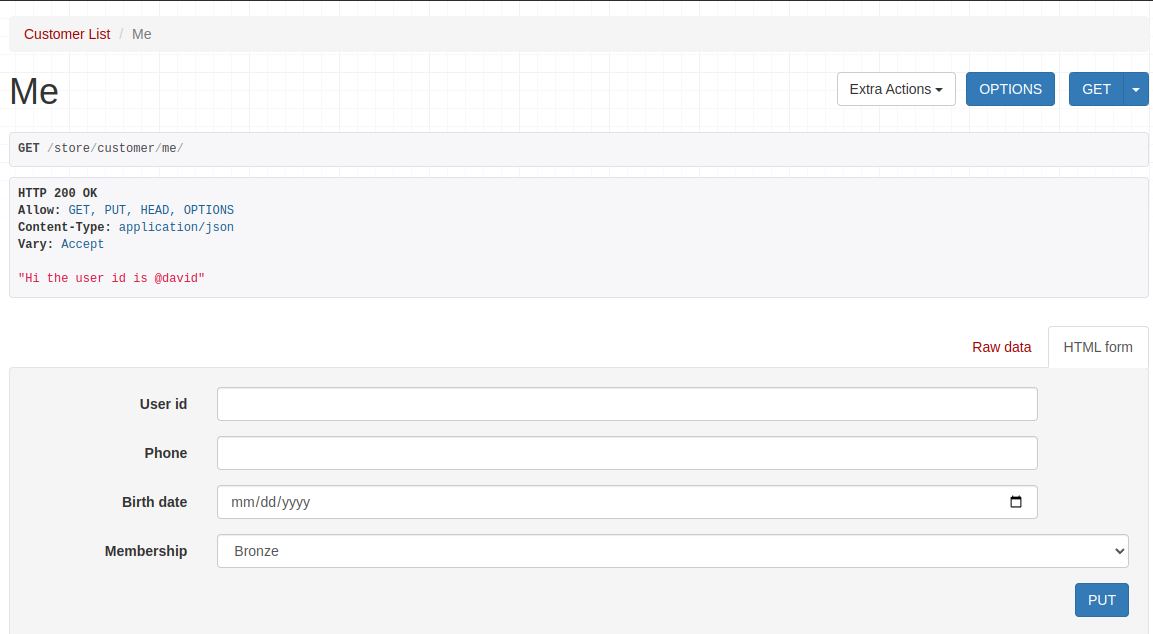 Customer List / Me
Me
Extra Actions
OPTIONS
GET
GET /store/customer/me/
HTTP 200 OK
Allow: GET, PUT, HEAD, OPTIONS
Content-Type: application/json
Vary: Accept
"Hi the user id is @david"
Raw data
HTML form
User id
Phone
Birth date mm/dd/yyyy
Membership Bronze
PUT